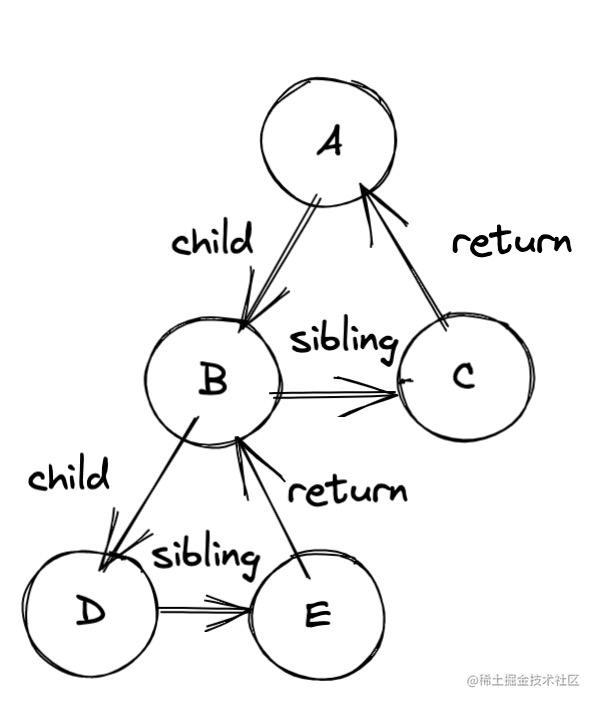 A
child
return
sibling
B
C
child
return
sibling
D
E
@稀土掘金技术社区